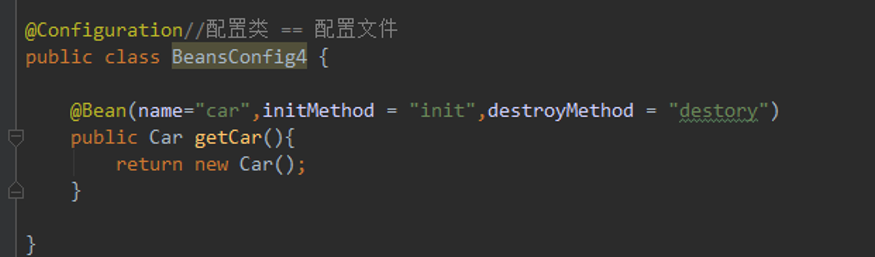 @Configuration//配置类 == 配置文件
public class BeansConfig4 {
@Bean(name="car",initMethod = "init",destroyMethod = "destory")
public Car getCar(){
return new Car();
}
}